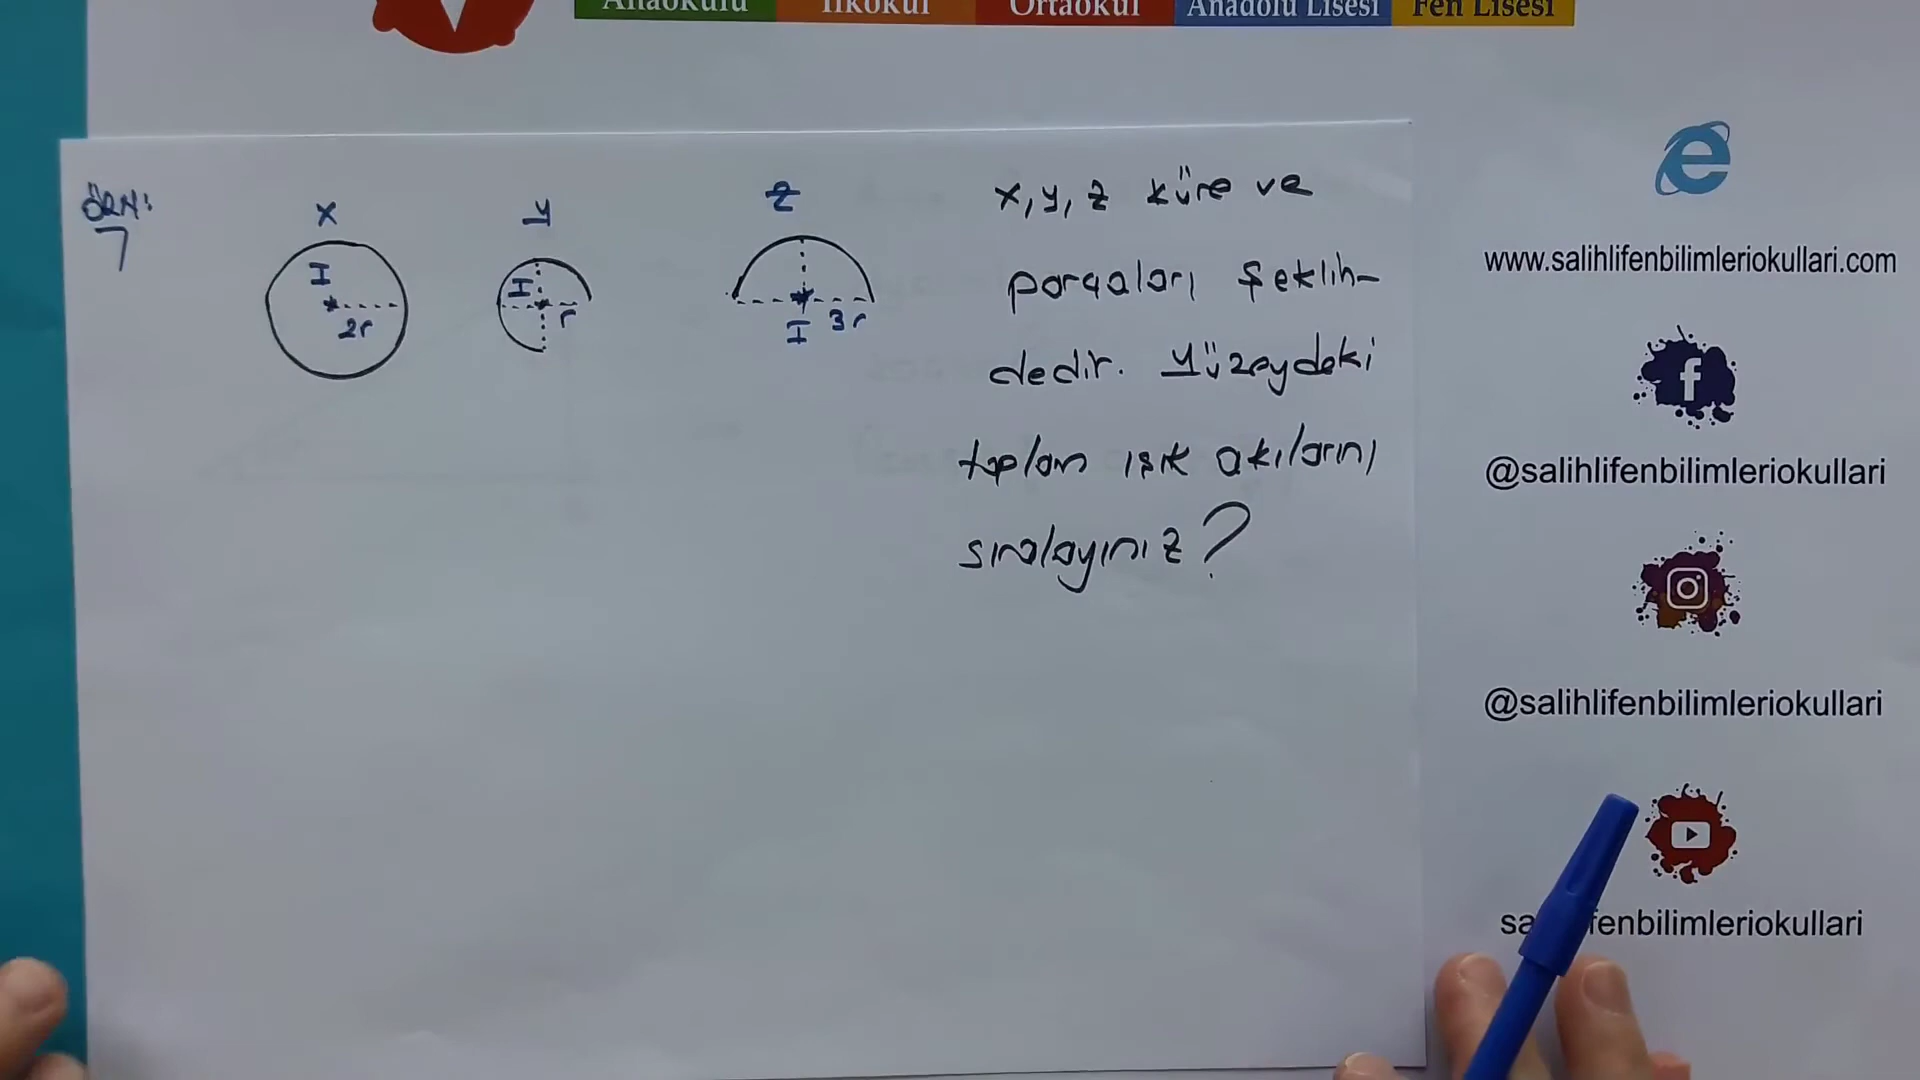 Anaokulu İlkokul Ortaokul Anadolu Lisesi Fen Lisesi
ÖRN:
7
x y z
I
2r
I
r
I 3r
x, y, z küre ve
parçaları şeklin-
dedir. Yüzeydeki
toplam ışık akılarını
sıralayınız?
www.salihlifenbilimleriokullari.com
@salihlifenbilimleriokullari
@salihlifenbilimleriokullari
fenbilimleriokullari